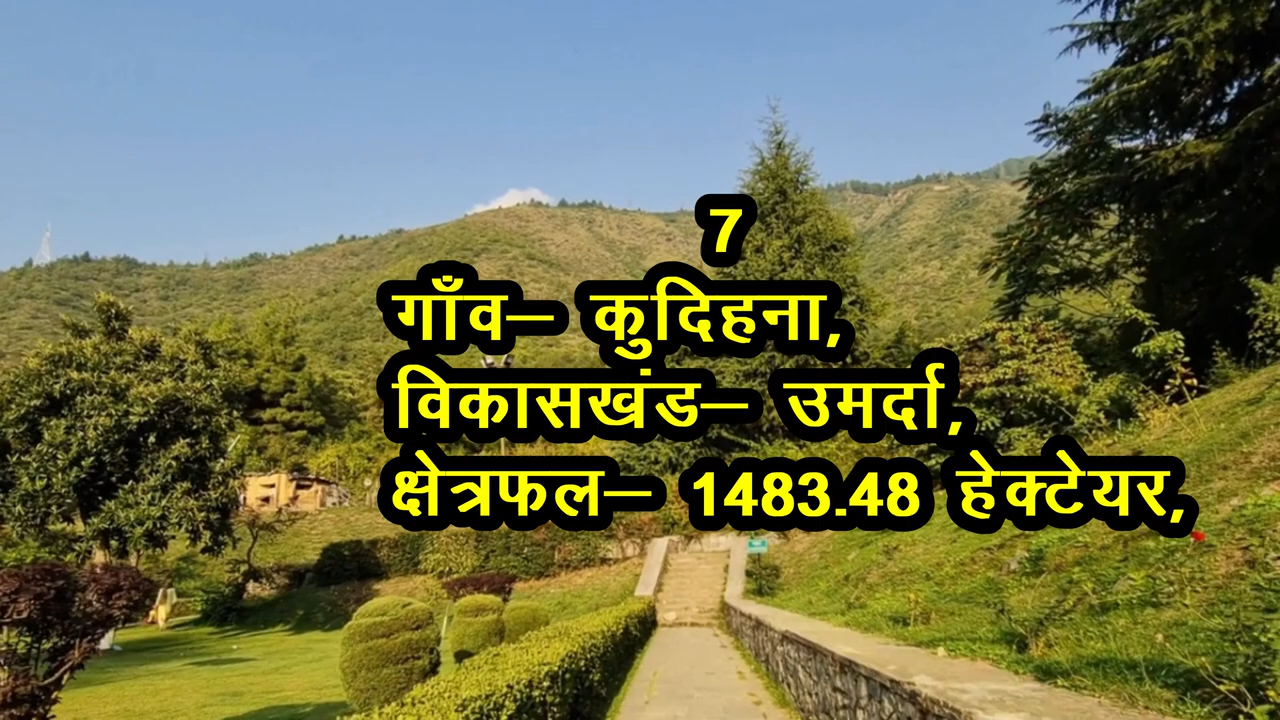 7
गाँव– कुदिहना,
विकासखंड– उमर्दा,
क्षेत्रफल– 1483.48 हेक्टेयर,